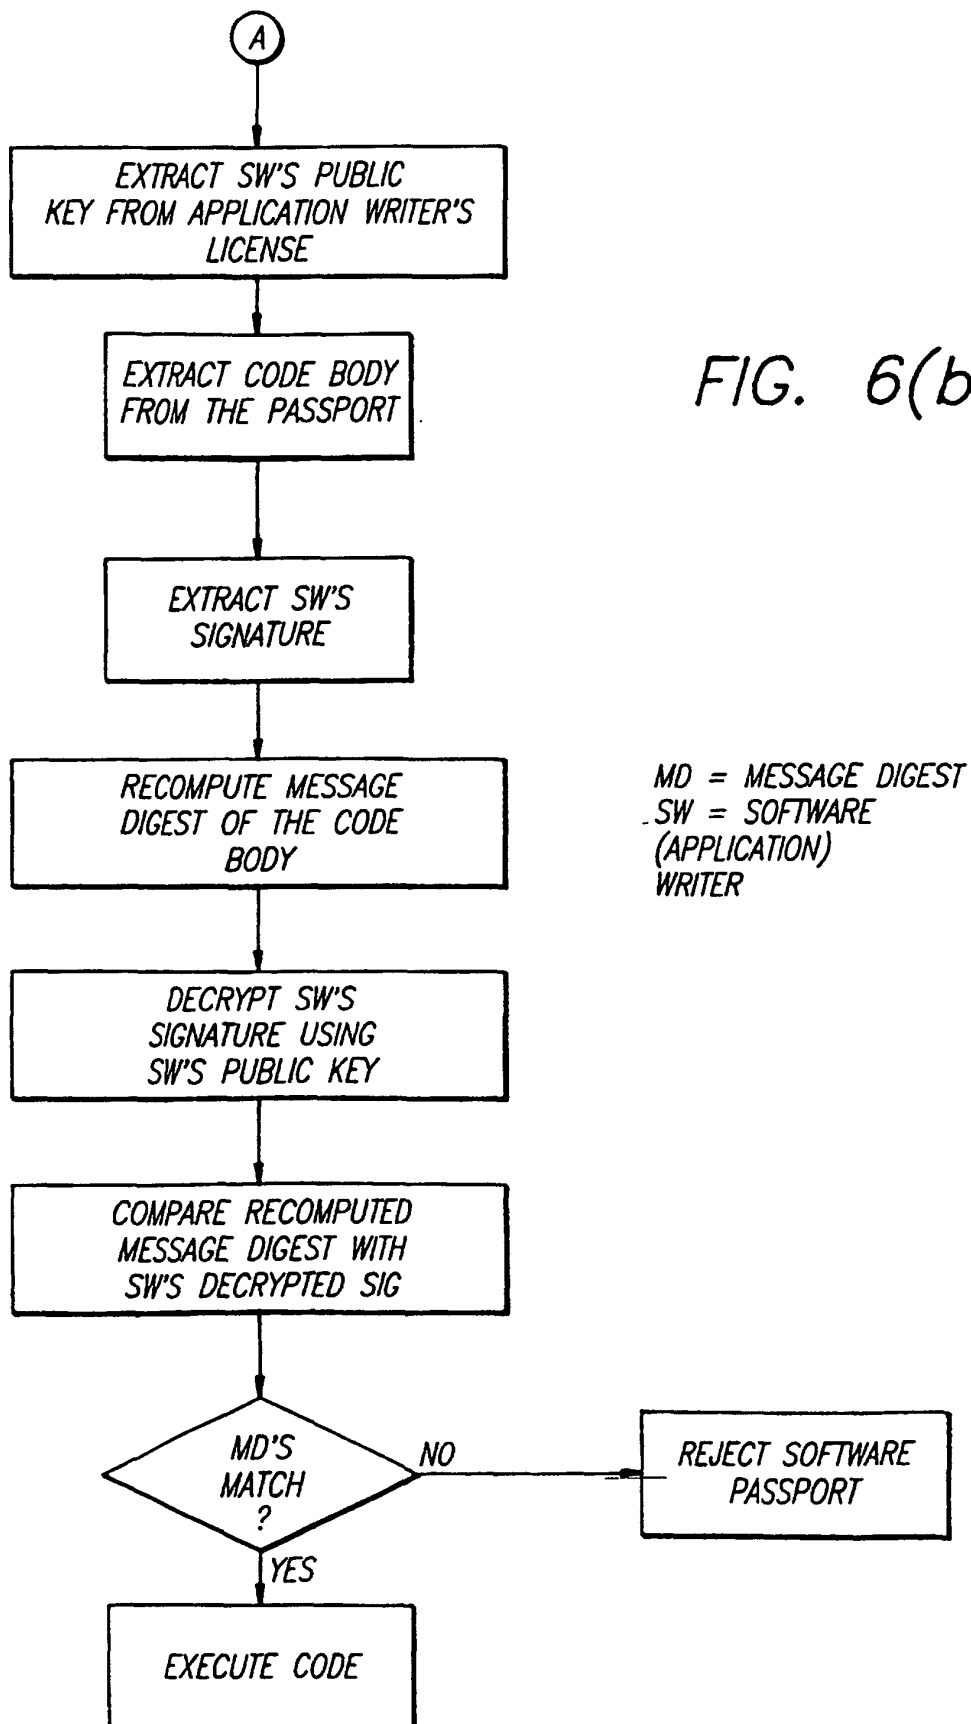 A
EXTRACT SW'S PUBLIC
KEY FROM APPLICATION WRITER'S
LICENSE
EXTRACT CODE BODY
FROM THE PASSPORT
FIG. 6(b
EXTRACT SW'S
SIGNATURE
RECOMPUTE MESSAGE
DIGEST OF THE CODE
BODY
MD = MESSAGE DIGEST
SW = SOFTWARE
(APPLICATION)
WRITER
DECRYPT SW'S
SIGNATURE USING
SW'S PUBLIC KEY
COMPARE RECOMPUTED
MESSAGE DIGEST WITH
SW'S DECRYPTED SIG
MD'S
MATCH
?
NO
REJECT SOFTWARE
PASSPORT
YES
EXECUTE CODE